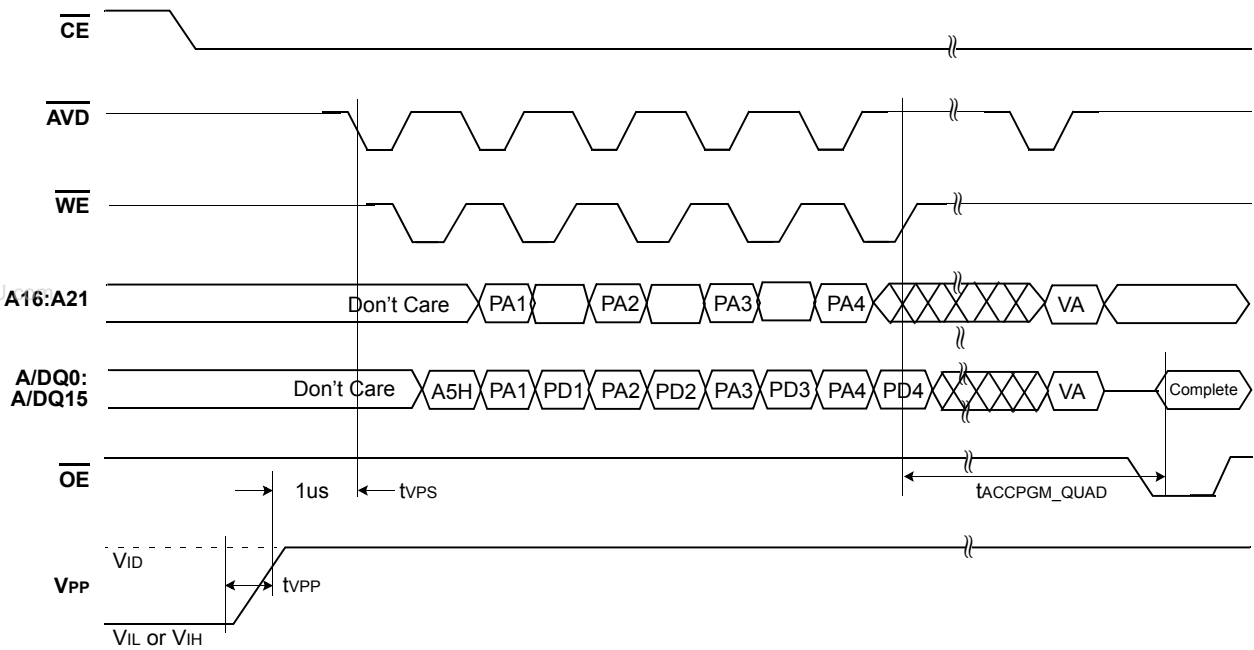 CE
AVD
WE
J.com
A16:A21 Don't Care PA1 PA2 PA3 PA4 VA
A/DQ0:
A/DQ15 Don't Care A5H PA1 PD1 PA2 PD2 PA3 PD3 PA4 PD4 VA Complete
OE
1us tVPS tACCPGM_QUAD
VID
VPP tVPP
VIL or VIH